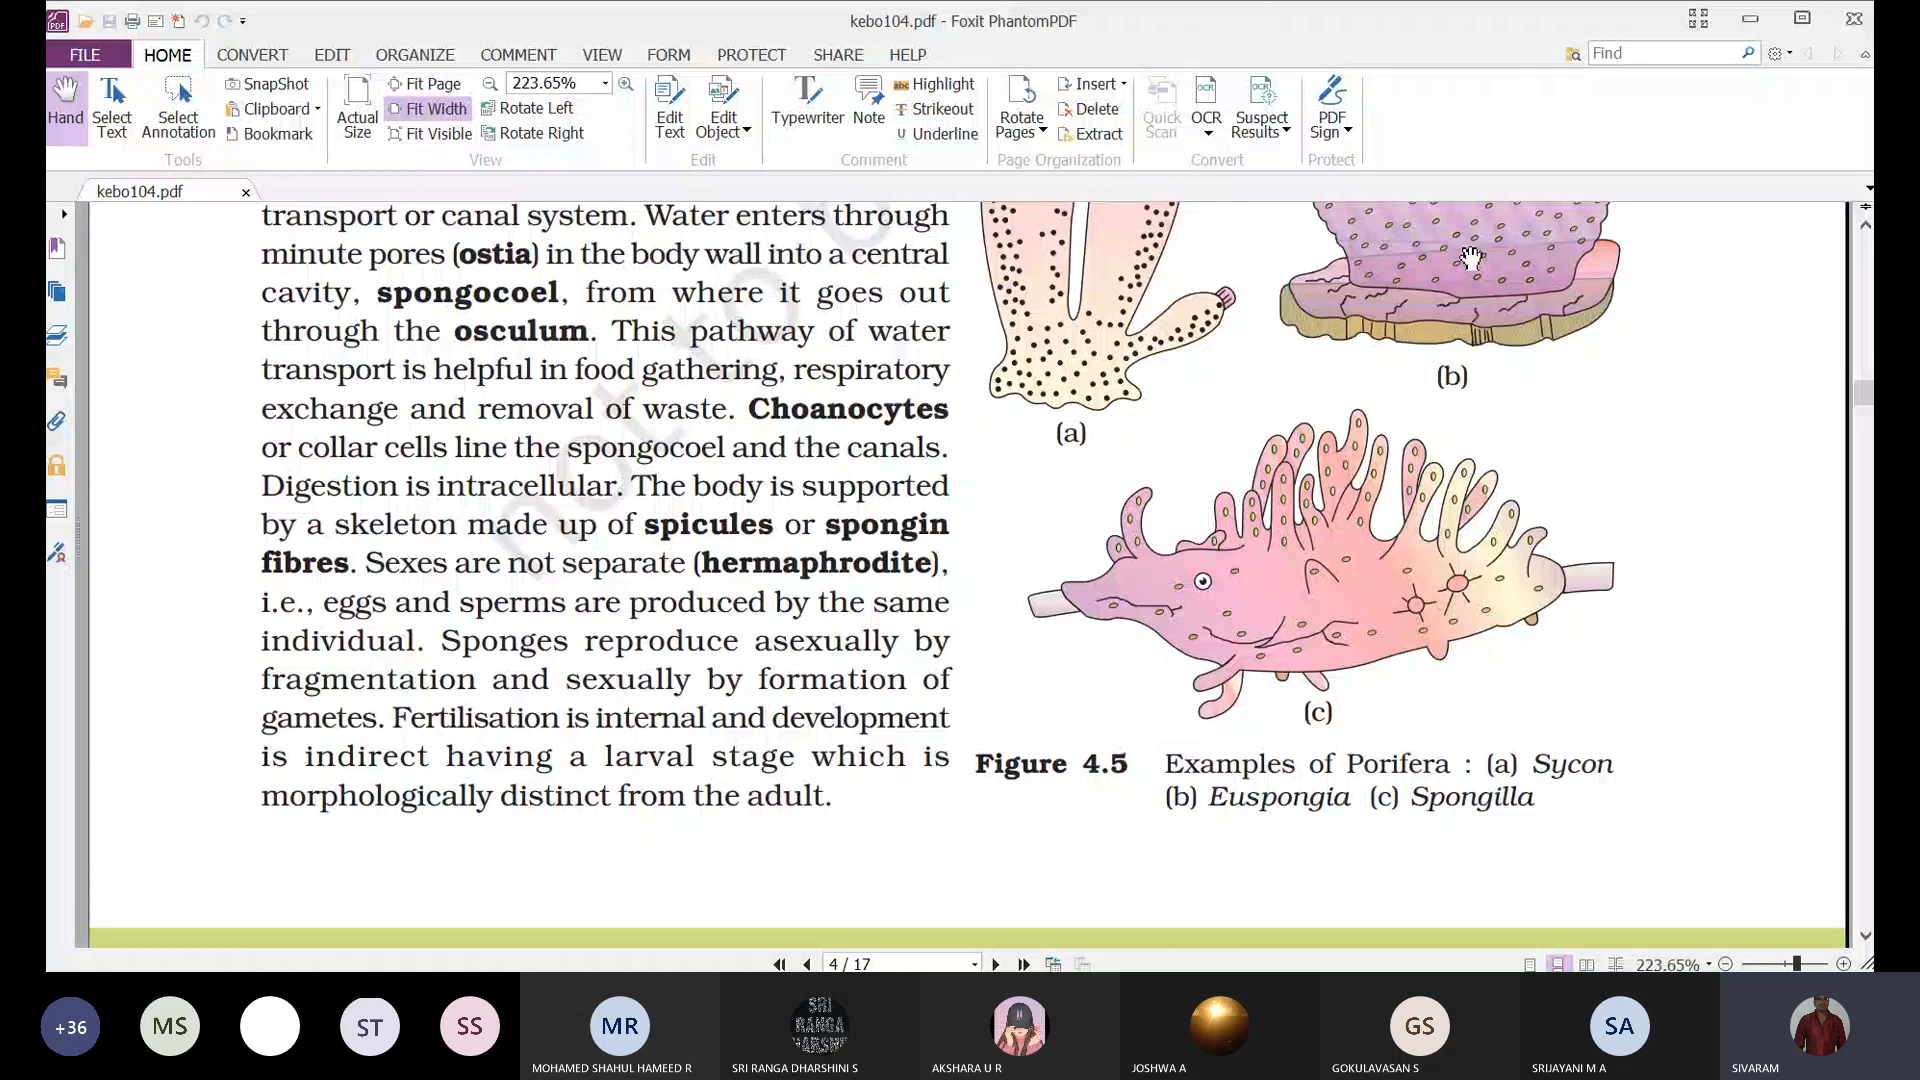 kebo104.pdf - Foxit PhantomPDF
FILE HOME CONVERT EDIT ORGANIZE COMMENT VIEW FORM PROTECT SHARE HELP
Find
Hand
Select Text
Select Annotation
SnapShot
Clipboard
Bookmark
Tools
Actual Size
Fit Page
Fit Width
Fit Visible
223.65%
Rotate Left
Rotate Right
View
Edit Text
Edit Object
Edit
Typewriter
Note
Highlight
Strikeout
Underline
Comment
Rotate Pages
Insert
Delete
Extract
Page Organization
Quick Scan
OCR
Suspect Results
Convert
PDF Sign
Protect
kebo104.pdf
transport or canal system. Water enters through
minute pores (ostia) in the body wall into a central
cavity, spongocoel, from where it goes out
through the osculum. This pathway of water
transport is helpful in food gathering, respiratory
exchange and removal of waste. Choanocytes
or collar cells line the spongocoel and the canals.
Digestion is intracellular. The body is supported
by a skeleton made up of spicules or spongin
fibres. Sexes are not separate (hermaphrodite),
i.e., eggs and sperms are produced by the same
individual. Sponges reproduce asexually by
fragmentation and sexually by formation of
gametes. Fertilisation is internal and development
is indirect having a larval stage which is
morphologically distinct from the adult.
not to
(a)
(b)
(c)
Figure 4.5 Examples of Porifera : (a) Sycon
(b) Euspongia (c) Spongilla
4 / 17
223.65%
+36
MS
ST
SS
MR
MOHAMED SHAHUL HAMEED R
SRI RANGA DHARSHINI S
AKSHARA U R
JOSHWA A
GS
GOKULAVASAN S
SA
SRIJAYANI M A
SIVARAM